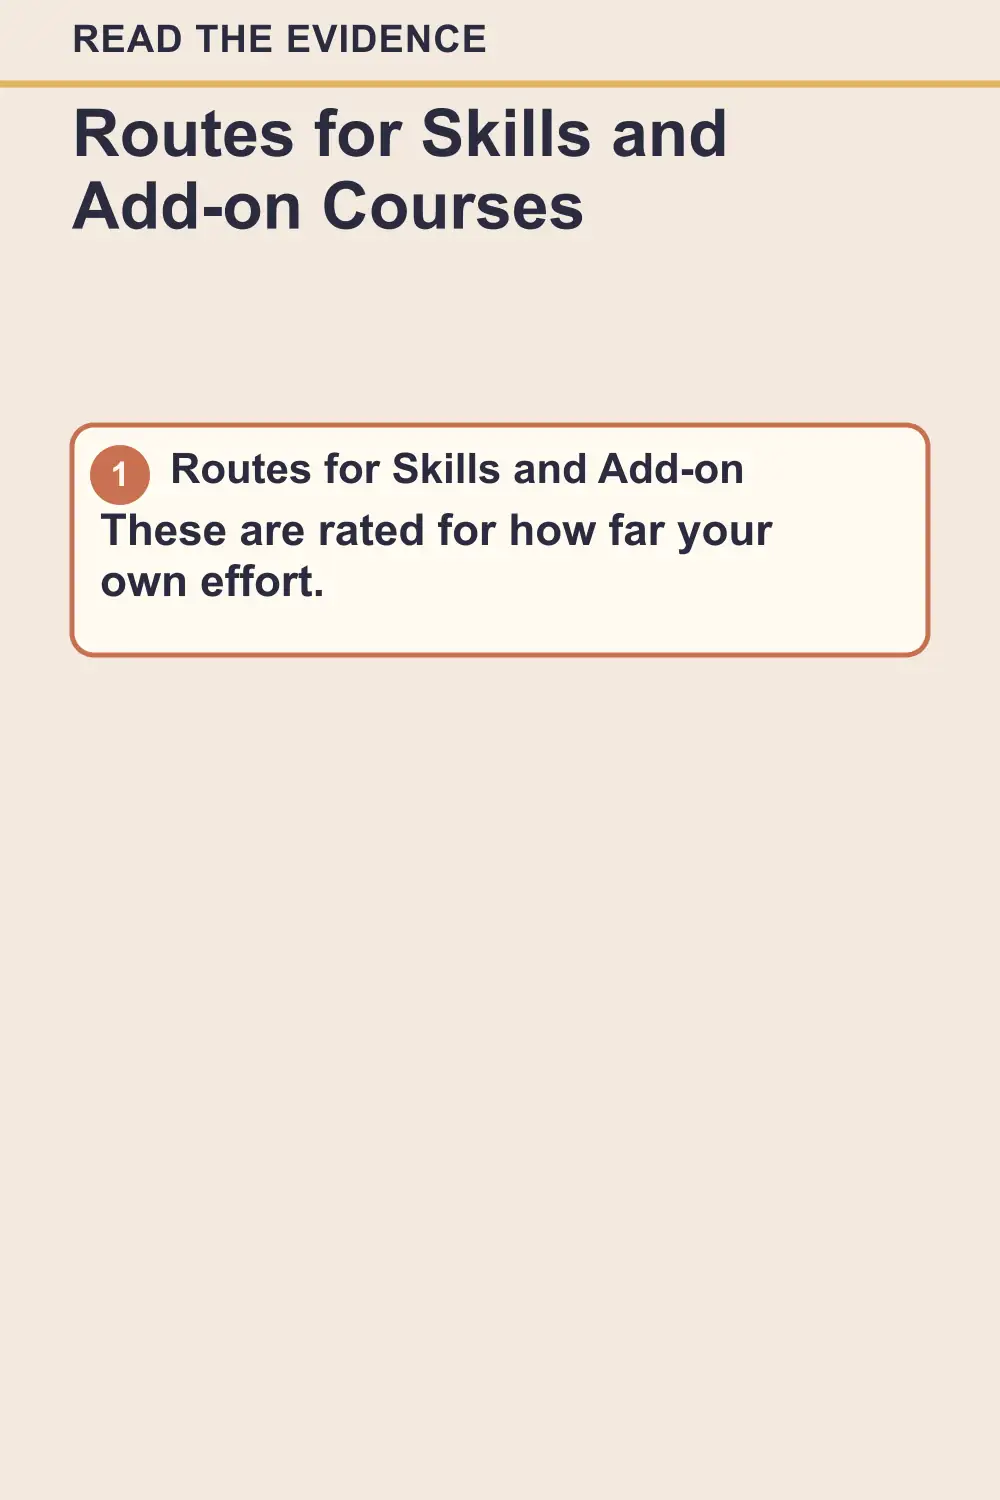 READ THE EVIDENCE
Routes for Skills and
Add-on Courses
1 Routes for Skills and Add-on
These are rated for how far your
own effort.